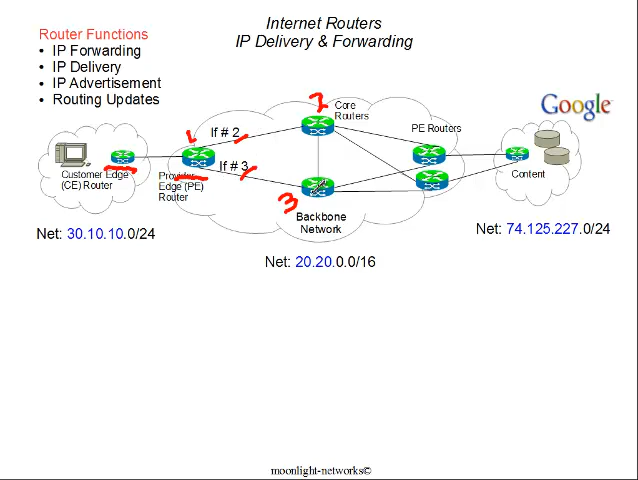 Internet Routers
IP Delivery & Forwarding
Router Functions
• IP Forwarding
• IP Delivery
• IP Advertisement
• Routing Updates
Google
2
Core
Routers
1
If # 2
PE Routers
If # 3
Customer Edge
(CE) Router
Provider
Edge (PE)
Router
Content
3
Backbone
Network
Net: 30.10.10.0/24
Net: 74.125.227.0/24
Net: 20.20.0.0/16
moonlight-networks©